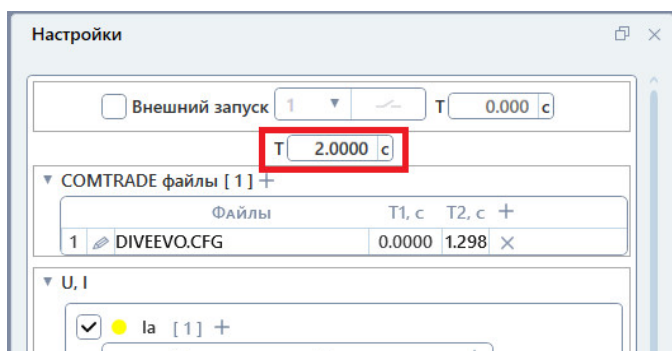 Настройки
Внешний запуск 1 T 0.000 с
T 2.0000 с
COMTRADE файлы [ 1 ] +
Файлы T1, с T2, с +
1 DIVEEVO.CFG 0.0000 1.298
U, I
Ia [ 1 ] +